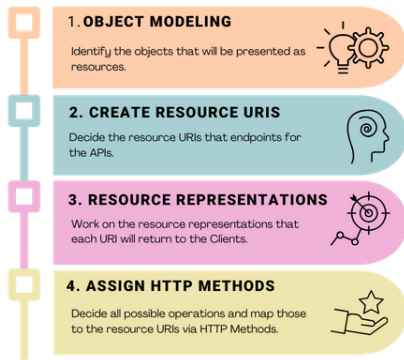 1. OBJECT MODELING
Identify the objects that will be presented as
resources.
2. CREATE RESOURCE URIS
Decide the resource URIs that endpoints for
the APIs.
3. RESOURCE REPRESENTATIONS
Work on the resource representations that
each URI will return to the Clients.
4. ASSIGN HTTP METHODS
Decide all possible operations and map those
to the resource URIs via HTTP Methods.